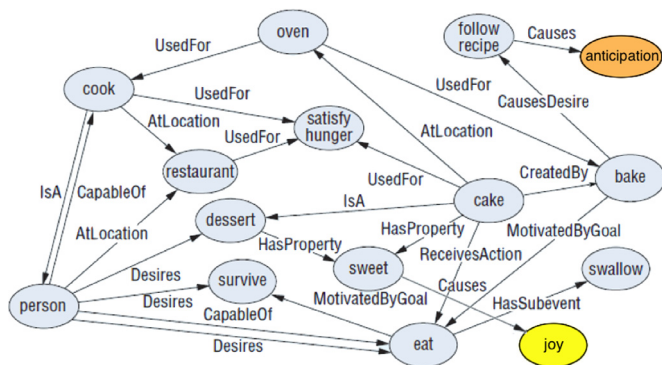 oven
follow
recipe
Causes
anticipation
UsedFor
cook
UsedFor
UsedFor
CausesDesire
AtLocation
satisfy
hunger
UsedFor
AtLocation
restaurant
CreatedBy
bake
IsA
CapableOf
UsedFor
cake
IsA
dessert
AtLocation
HasProperty
HasProperty
MotivatedByGoal
ReceivesAction
sweet
swallow
Desires
survive
person
Desires
MotivatedByGoal
Causes
HasSubevent
CapableOf
Desires
eat
joy